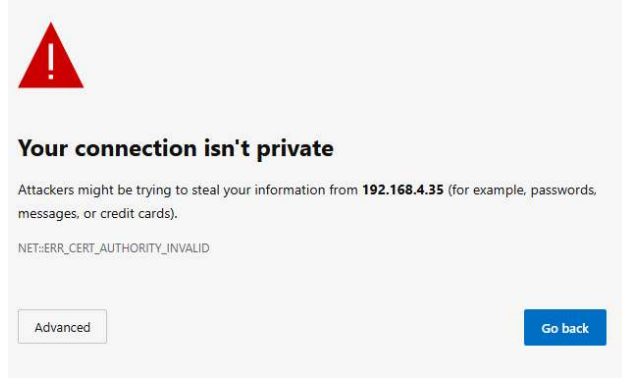 Your connection isn't private
Attackers might be trying to steal your information from 192.168.4.35 (for example, passwords,
messages, or credit cards).
NET::ERR_CERT_AUTHORITY_INVALID
Advanced
Go back